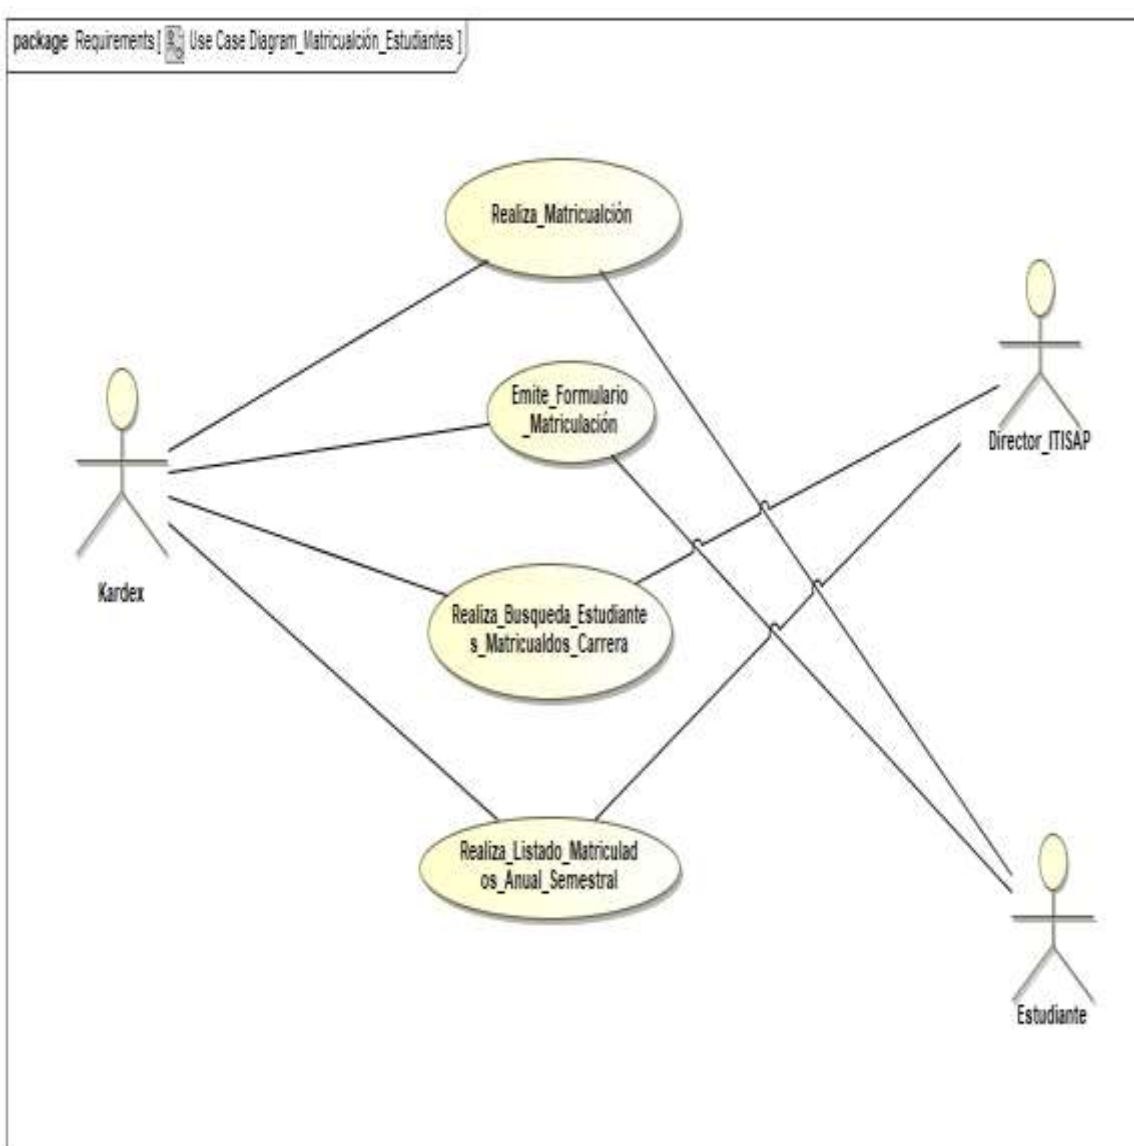 package Requirements [ Use Case Diagram_Matricualción_Estudiantes ]
Realiza_Matricualción
Emite_Formulario
_Matriculación
Director_ITISAP
Kardex
Realiza_Busqueda_Estudiante
s_Matricualdos_Carrera
Realiza_Listado_Matriculad
os_Anual_Semestral
Estudiante